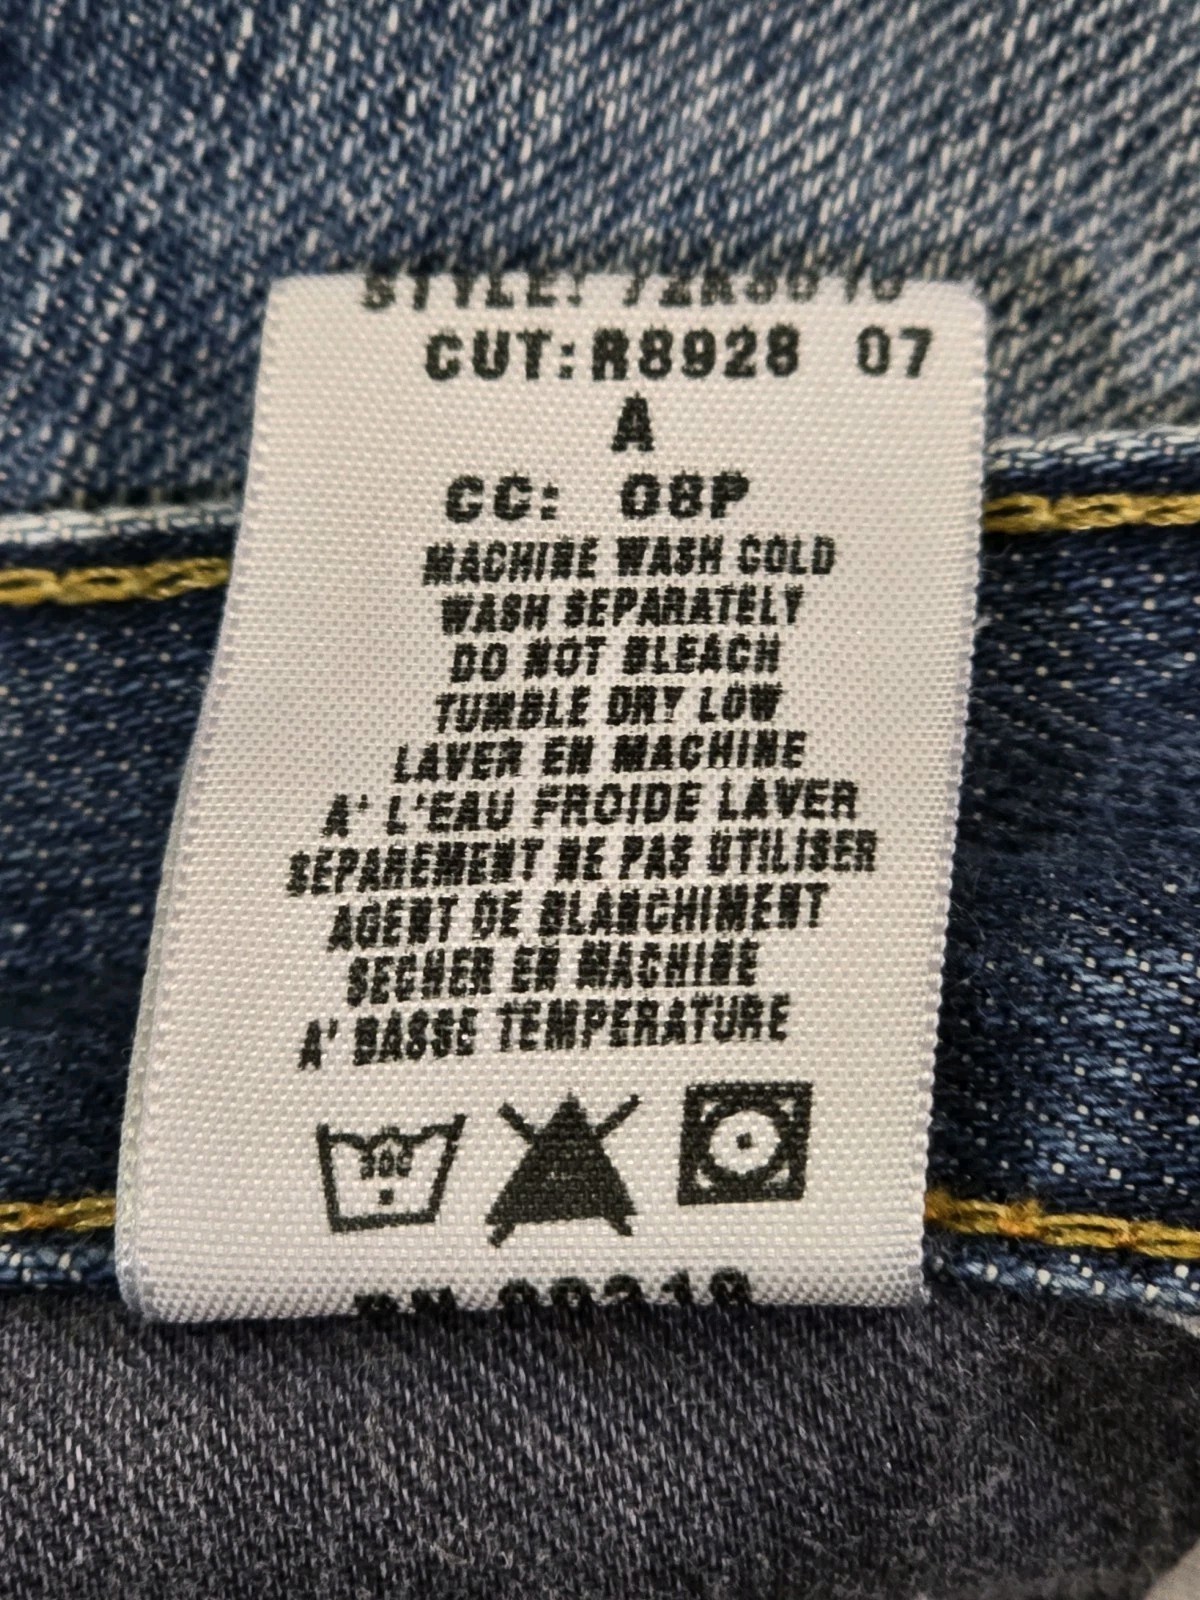 STYLE:
CUT:R8928 07
A
CC: 08P
MACHINE WASH COLD
WASH SEPARATELY
DO NOT BLEACH
TUMBLE DRY LOW
LAVER EN MACHINE
A' L'EAU FROIDE LAVER
SEPAREMENT NE PAS UTILISER
AGENT DE BLANCHIMENT
SECHER EN MACHINE
A' BASSE TEMPERATURE